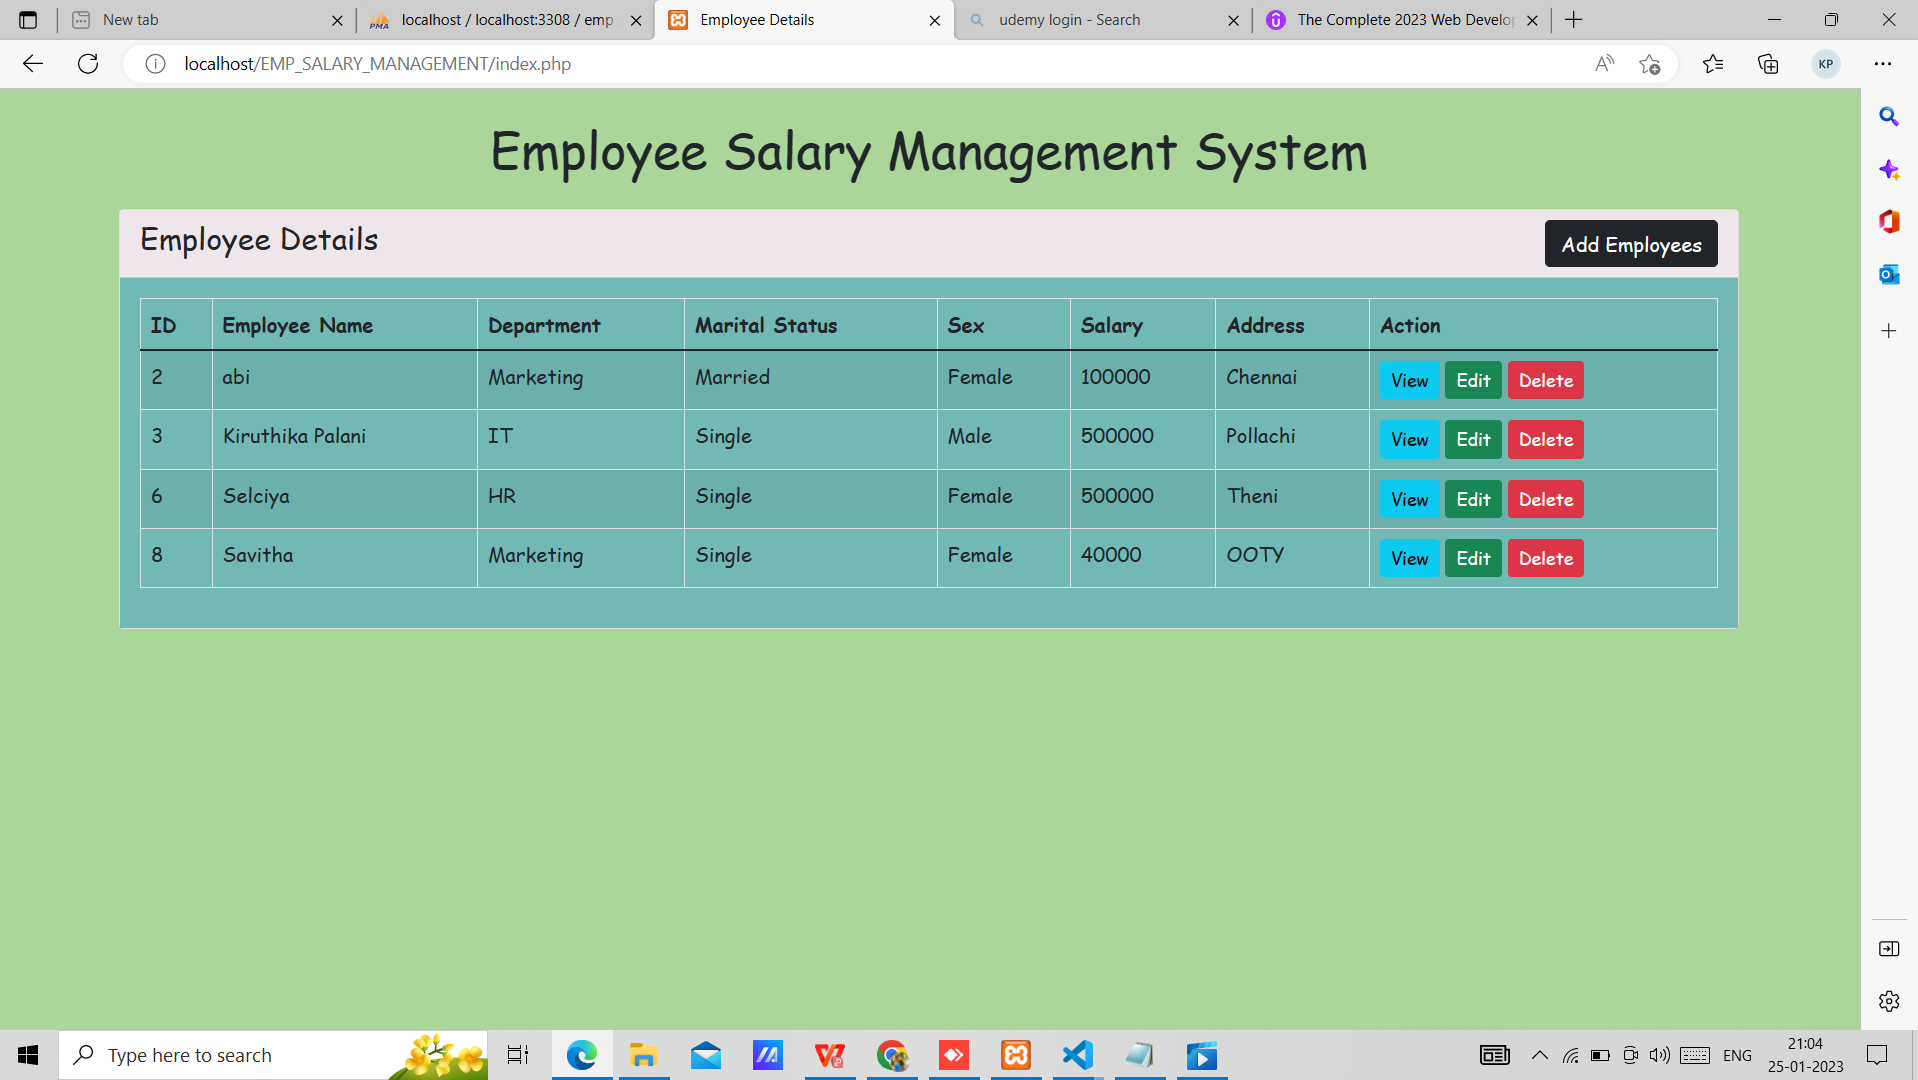 New tab
localhost / localhost:3308 / emp
Employee Details
udemy login - Search
The Complete 2023 Web Develop
localhost/EMP_SALARY_MANAGEMENT/index.php
KP
Employee Salary Management System
Employee Details
Add Employees
ID Employee Name Department Marital Status Sex Salary Address Action
2 abi Marketing Married Female 100000 Chennai View Edit Delete
3 Kiruthika Palani IT Single Male 500000 Pollachi View Edit Delete
6 Selciya HR Single Female 500000 Theni View Edit Delete
8 Savitha Marketing Single Female 40000 OOTY View Edit Delete
Type here to search
ENG
21:04
25-01-2023